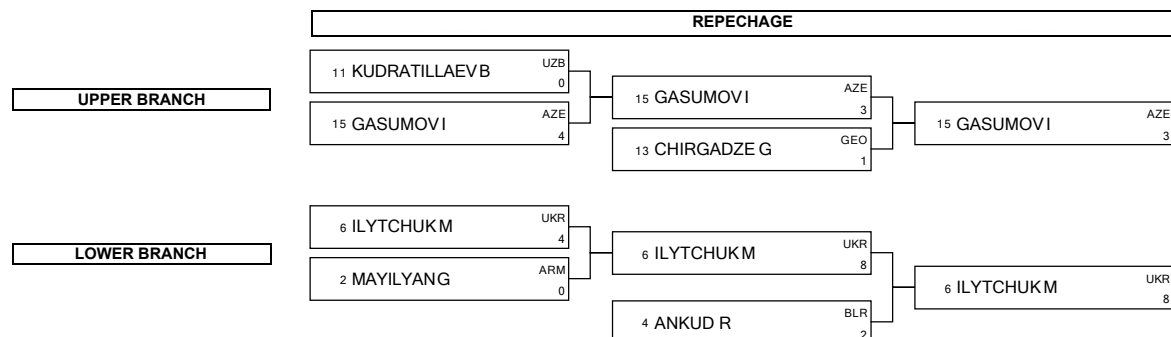 REPECHAGE
11 KUDRATILLAEV B UZB 0
UPPER BRANCH
15 GASUMOV I AZE 4
15 GASUMOV I AZE 3
13 CHIRGADZE G GEO 1
15 GASUMOV I AZE 3
6 ILYTCHUK M UKR 4
LOWER BRANCH
2 MAYILYAN G ARM 0
6 ILYTCHUK M UKR 8
4 ANKUD R BLR 2
6 ILYTCHUK M UKR 8